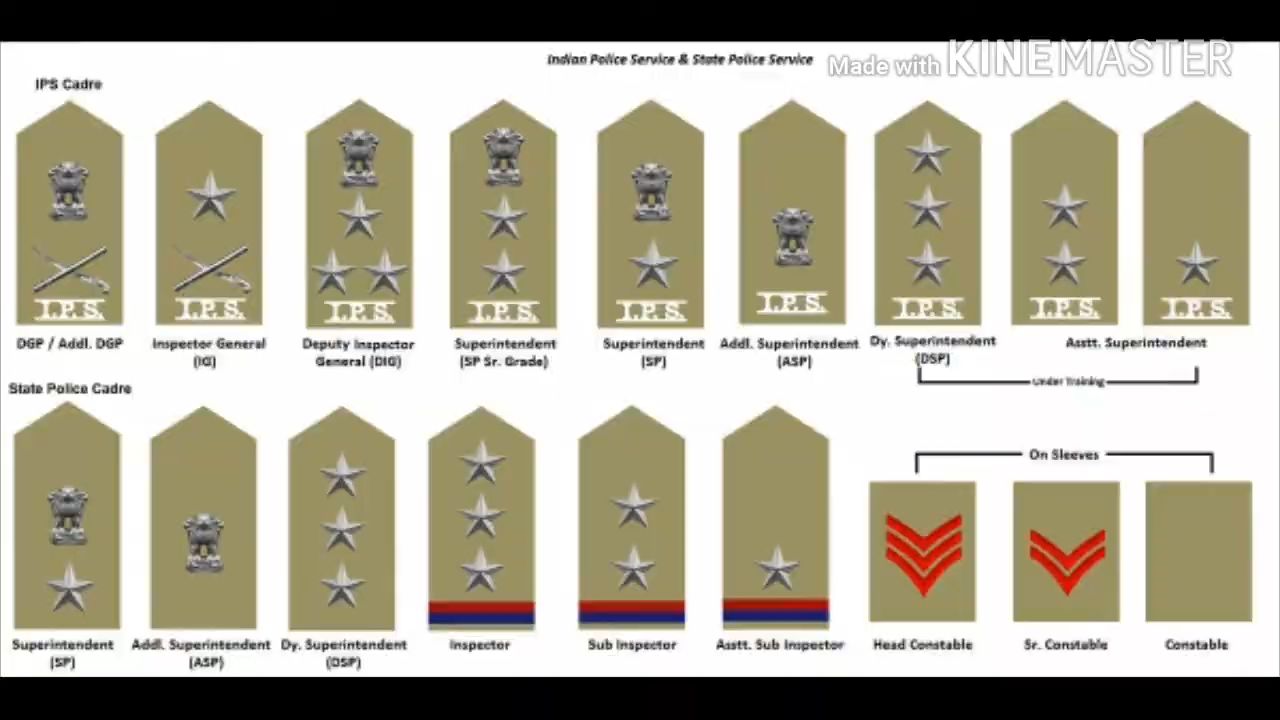 Indian Police Service & State Police Service
Made with KINEMASTER
IPS Cadre
I.P.S. I.P.S. I.P.S. I.P.S. I.P.S. I.P.S. I.P.S. I.P.S. I.P.S.
DGP / Addl. DGP
Inspector General
(IG)
Deputy Inspector
General (DIG)
Superintendent
(SP Sr. Grade)
Superintendent
(SP)
Addl. Superintendent
(ASP)
Dy. Superintendent
(DSP)
Asstt. Superintendent
Under Training
State Police Cadre
On Sleeves
Superintendent
(SP)
Addl. Superintendent
(ASP)
Dy. Superintendent
(DSP)
Inspector
Sub Inspector
Asstt. Sub Inspector
Head Constable
Sr. Constable
Constable